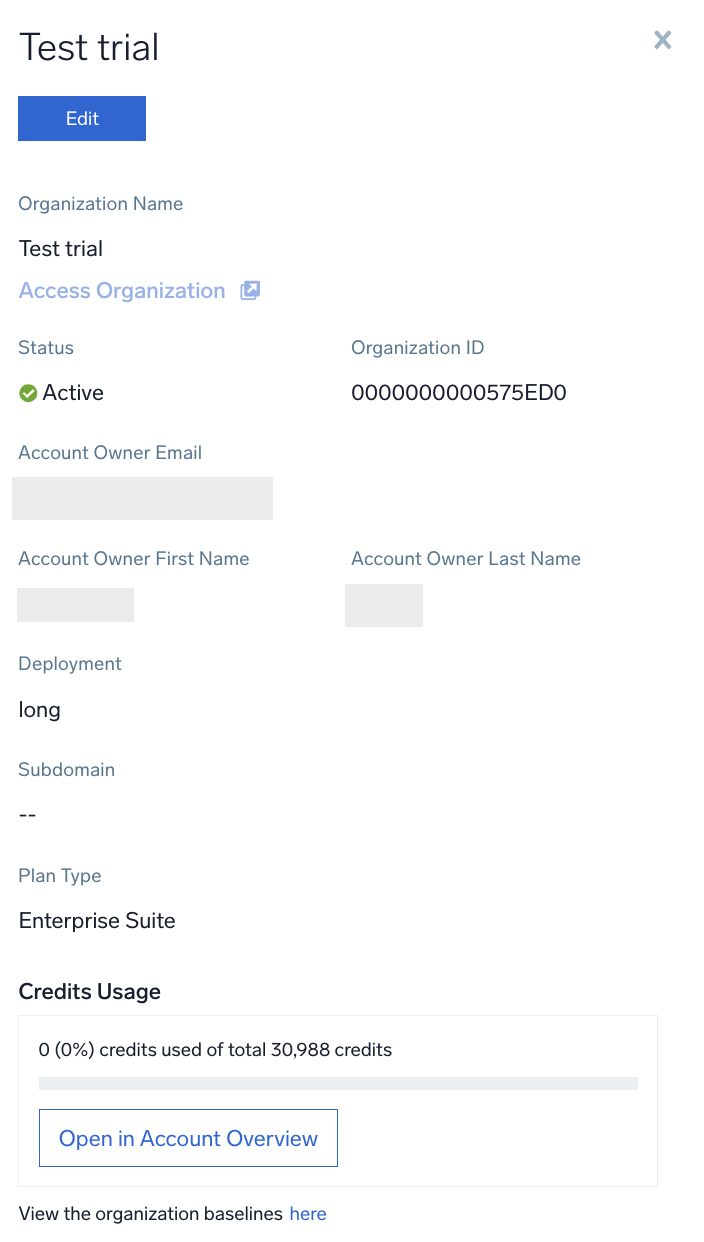 Test trial
Edit
Organization Name
Test trial
Access Organization
Status
Organization ID
Active
0000000000575ED0
Account Owner Email
Account Owner First Name
Account Owner Last Name
Deployment
long
Subdomain
--
Plan Type
Enterprise Suite
Credits Usage
0 (0%) credits used of total 30,988 credits
Open in Account Overview
View the organization baselines here